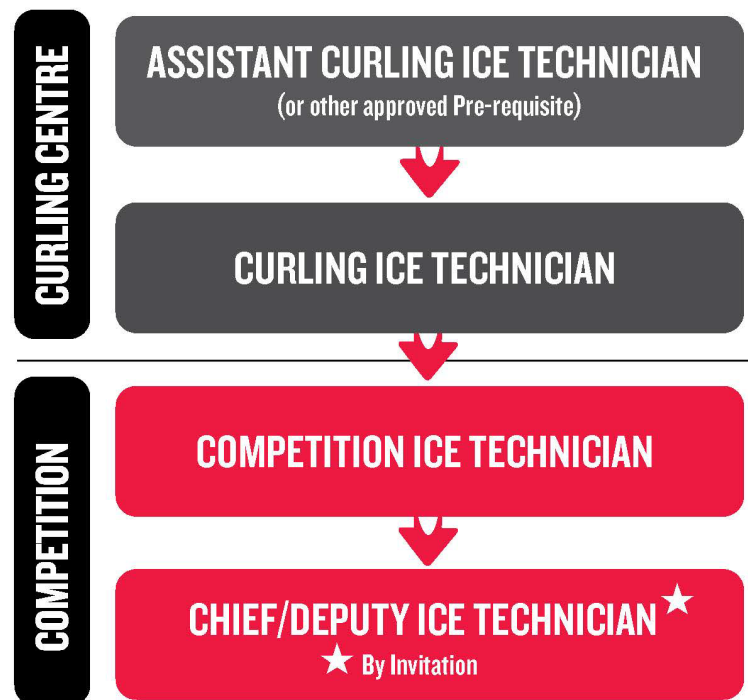 CURLING CENTRE
ASSISTANT CURLING ICE TECHNICIAN
(or other approved Pre-requisite)
CURLING ICE TECHNICIAN
COMPETITION
COMPETITION ICE TECHNICIAN
CHIEF/DEPUTY ICE TECHNICIAN ★
★ By Invitation